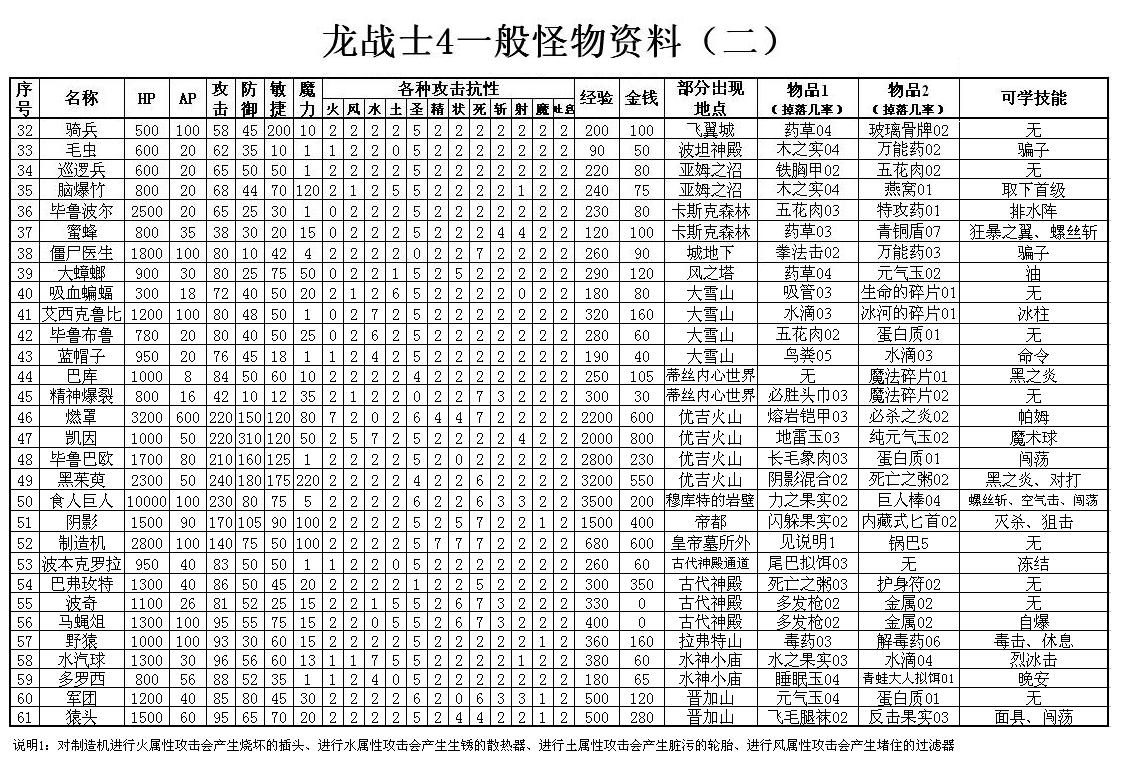 龙战士4一般怪物资料（二）
序号 名称 HP AP 攻击 防御 敏捷 魔力 各种攻击抗性 经验 金钱 部分出现地点 物品1（掉落几率） 物品2（掉落几率） 可学技能
火 风 水 土 圣 精 状 死 斩 射 魔 吐息
32 骑兵 500 100 58 45 200 10 2 2 2 2 5 2 2 2 2 2 2 2 200 100 飞翼城 药草04 玻璃骨牌02 无
33 毛虫 600 20 62 35 10 1 1 2 2 0 5 2 2 2 2 2 2 2 90 50 波坦神殿 木之实04 万能药02 骗子
34 巡逻兵 600 20 65 50 50 1 2 2 2 2 5 2 2 2 2 2 2 2 220 80 亚姆之沼 铁胸甲02 五花肉02 无
35 脑爆竹 800 20 68 44 70 120 2 1 2 5 5 2 2 2 2 1 2 2 240 75 亚姆之沼 木之实04 燕窝01 取下首级
36 毕鲁波尔 2500 20 65 25 30 1 0 2 2 2 5 2 2 2 2 2 2 2 230 80 卡斯克森林 五花肉03 特攻药01 排水阵
37 蜜蜂 800 35 38 30 20 15 0 2 2 2 5 2 2 2 4 4 2 2 120 100 卡斯克森林 药草03 青铜盾07 狂暴之翼、螺丝斩
38 僵尸医生 1800 100 80 10 42 4 2 2 2 2 0 2 2 7 2 2 2 2 260 90 城地下 拳法击02 万能药03 骗子
39 大蟑螂 900 30 80 25 75 50 0 2 2 1 5 2 5 2 2 2 2 2 290 120 风之塔 药草04 元气玉02 油
40 吸血蝙蝠 300 18 72 40 50 20 2 1 2 6 5 2 2 2 2 0 2 2 180 80 大雪山 吸管03 生命的碎片01 无
41 艾西克鲁比 1200 100 80 48 50 1 0 2 7 2 5 2 2 2 2 2 2 2 320 160 大雪山 水滴03 冰河的碎片01 冰柱
42 毕鲁布鲁 780 20 80 40 50 25 0 2 6 2 5 2 2 2 2 2 2 2 280 60 大雪山 五花肉02 蛋白质01 无
43 蓝帽子 950 20 76 45 18 1 1 2 4 2 5 2 2 2 2 2 2 2 190 40 大雪山 鸟粪05 水滴03 命令
44 巴库 1000 8 84 50 60 10 2 2 2 2 4 2 2 2 2 2 2 2 250 105 蒂丝内心世界 无 魔法碎片01 黑之炎
45 精神爆裂 800 16 42 10 12 35 2 1 2 2 0 2 2 7 3 2 2 2 300 30 蒂丝内心世界 必胜头巾03 魔法碎片02 无
46 燃罩 3200 600 220 150 120 80 7 2 0 2 6 4 4 7 2 2 2 2 2200 600 优吉火山 熔岩铠甲03 必杀之炎02 帕姆
47 凯因 1000 50 220 310 120 50 2 5 7 2 5 2 2 2 2 4 2 2 2000 800 优吉火山 地雷玉03 纯元气玉02 魔术球
48 毕鲁巴欧 1700 80 210 160 125 1 2 2 2 2 5 2 0 2 2 2 2 2 2800 230 优吉火山 长毛象肉03 蛋白质01 闯荡
49 黑茱萸 2300 50 240 180 175 220 2 2 2 2 4 2 2 6 2 2 2 2 3200 550 优吉火山 阴影混合02 死亡之粥02 黑之炎、对打
50 食人巨人 10000 100 230 80 75 5 2 2 2 2 6 2 2 6 3 3 2 2 3500 200 穆库特的岩壁 力之果实02 巨人棒04 螺丝斩、空气击、闯荡
51 阴影 1500 90 170 105 90 100 2 2 2 2 5 2 5 7 2 2 1 2 1500 400 帝都 闪躲果实02 内藏式匕首02 灭杀、狙击
52 制造机 2800 100 140 75 50 100 2 2 2 2 5 7 7 7 2 2 2 2 680 600 皇帝墓所外 见说明1 锅巴5 无
53 波本克罗拉 950 40 83 50 50 1 1 2 2 0 5 2 2 2 2 2 2 2 260 60 古代神殿通道 尾巴拟饵03 无 冻结
54 巴弗玫特 1300 40 86 50 45 20 2 2 2 2 1 2 2 5 2 2 2 2 300 350 古代神殿 死亡之粥03 护身符02 无
55 波奇 1100 26 81 52 25 15 2 2 1 5 5 2 6 7 3 2 2 2 330 0 古代神殿 多发枪02 金属02 无
56 马蝇俎 1300 100 95 55 75 15 2 2 0 5 5 2 6 7 3 2 2 2 400 0 古代神殿 多发枪02 金属02 自爆
57 野猿 1000 100 93 30 60 15 2 2 2 2 5 2 2 2 2 2 1 2 360 160 拉弗特山 毒药03 解毒药06 毒击、休息
58 水汽球 1300 30 96 56 60 13 1 1 7 5 5 2 2 2 2 1 2 2 380 60 水神小庙 水之果实03 水滴04 烈冰击
59 多罗西 800 56 88 52 35 1 1 2 4 0 5 2 2 2 2 2 2 2 180 65 水神小庙 睡眠玉04 青蛙大人拟饵01 晚安
60 军团 1200 40 85 80 45 30 2 2 2 2 6 2 0 6 3 3 1 2 500 120 晋加山 元气玉04 蛋白质01 无
61 猿头 1500 60 95 65 70 20 2 2 2 2 5 2 4 4 2 2 1 2 500 280 晋加山 飞毛腿袜02 反击果实03 面具、闯荡
说明1：对制造机进行火属性攻击会产生烧坏的插头、进行水属性攻击会产生生锈的散热器、进行土属性攻击会产生脏污的轮胎、进行风属性攻击会产生堵住的过滤器